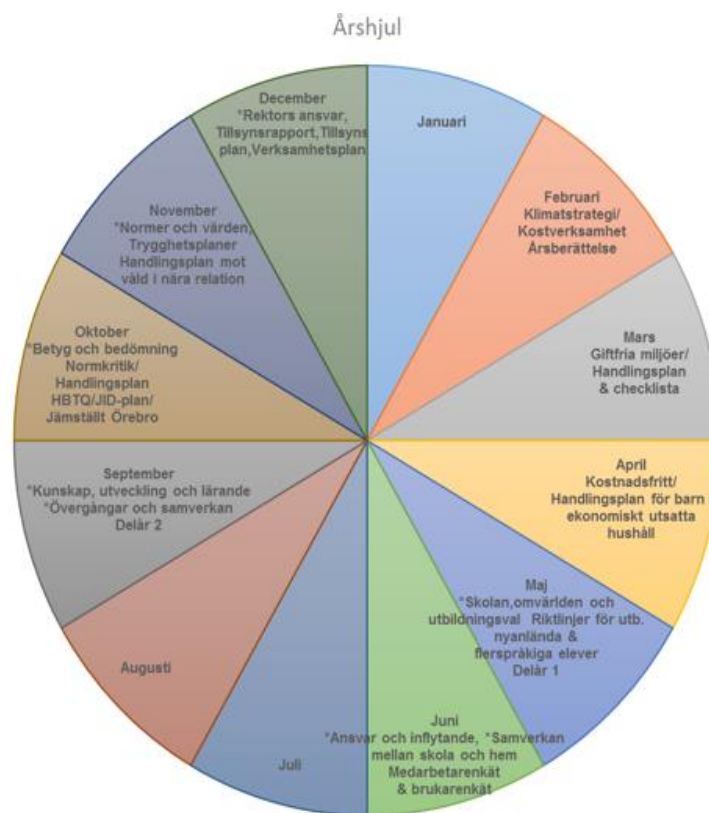 Årshjul
Januari
Februari
Klimatstrategi/
Kostverksamhet
Årsberättelse
Mars
Giftfria miljöer/
Handlingsplan
& checklista
April
Kostnadsfritt/
Handlingsplan för barn
ekonomiskt utsatta
hushåll
Maj
*Skolan,omvärlden och
utbildningsval Riktlinjer för utb.
nyanlända &
flerspråkiga elever
Delår 1
Juni
*Ansvar och inflytande, *Samverkan
mellan skola och hem
Medarbetarenkät
& brukarenkät
Juli
Augusti
September
*Kunskap, utveckling och lärande
*Övergångar och samverkan
Delår 2
Oktober
*Betyg och bedömning
Normkritik/
Handlingsplan
HBTQ/JID-plan/
Jämställt Örebro
November
*Normer och värden,
Trygghetsplaner
Handlingsplan mot
våld i nära relation
December
*Rektors ansvar,
Tillsynsrapport,Tillsyns
plan,Verksamhetsplan